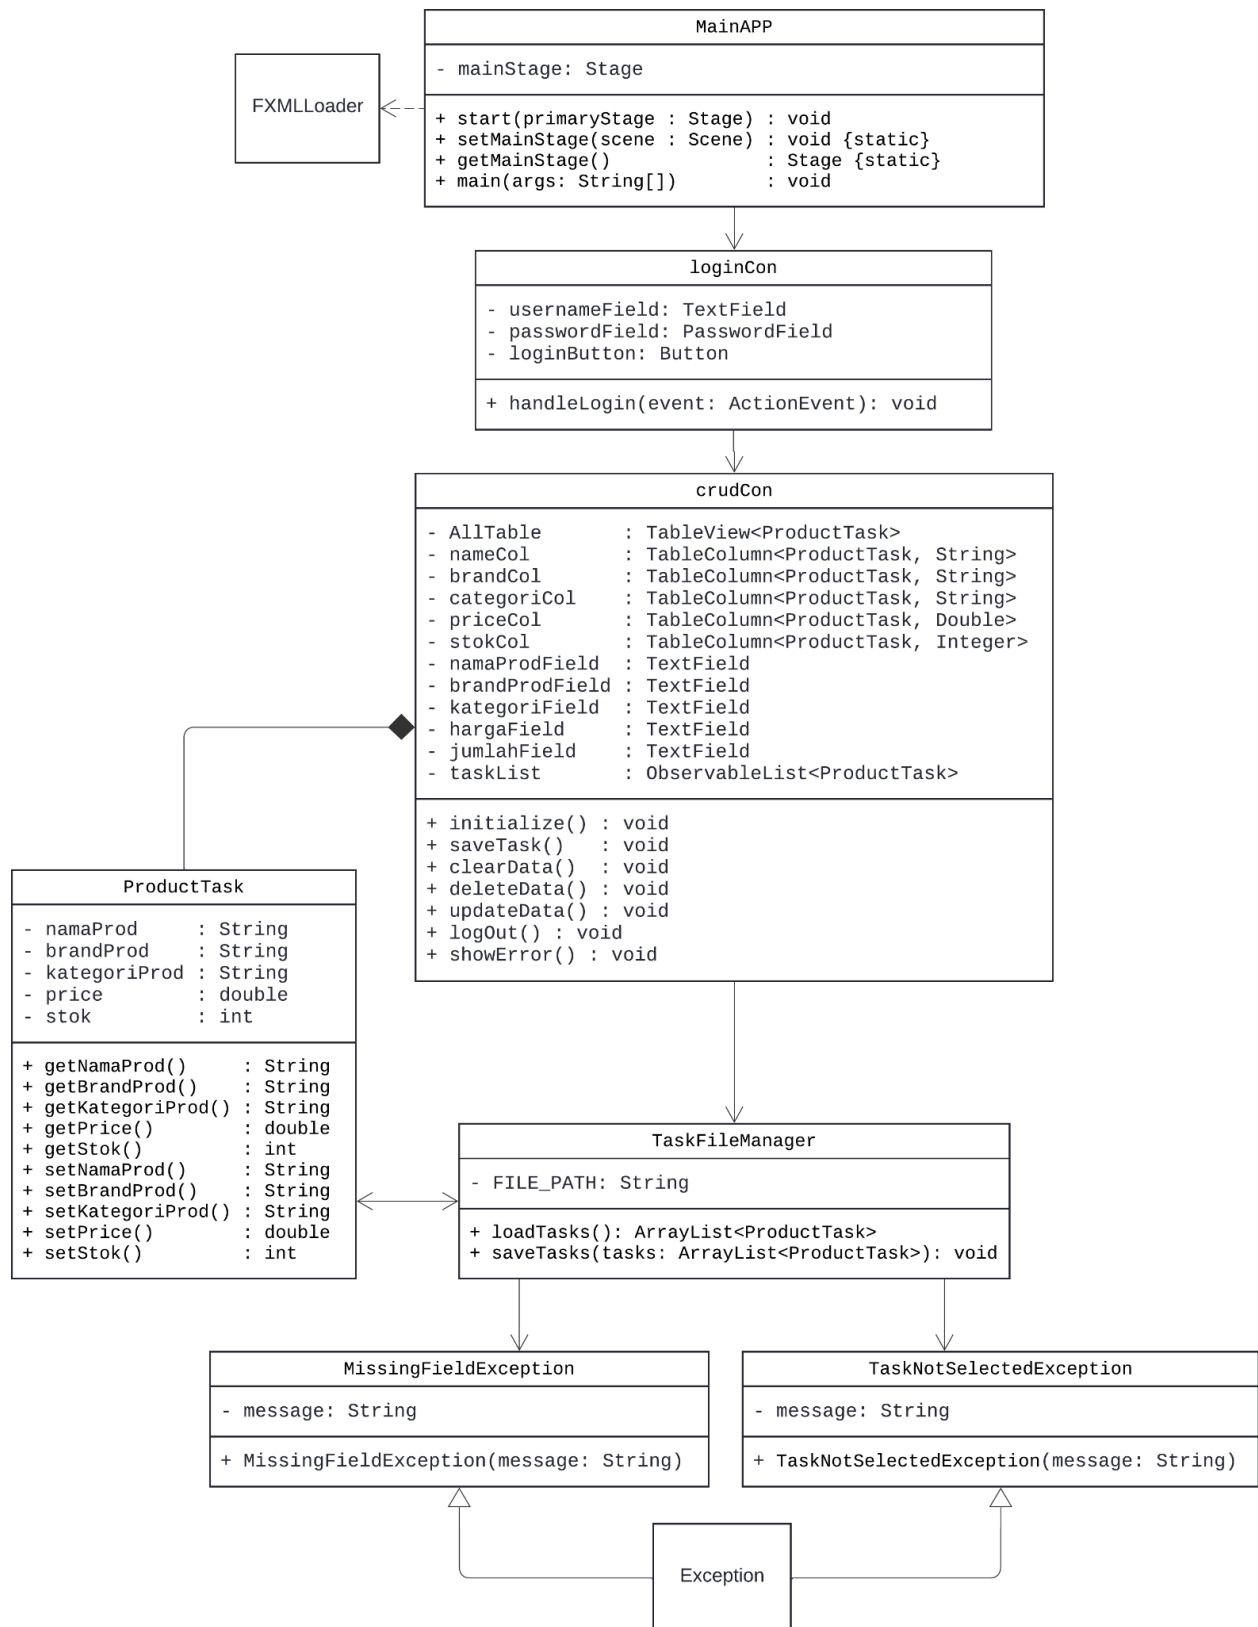 MainAPP
- mainStage: Stage
+ start(primaryStage : Stage) : void
+ setMainStage(scene : Scene) : void {static}
+ getMainStage() : Stage {static}
+ main(args: String[]) : void
FXMLLoader
loginCon
- usernameField: TextField
- passwordField: PasswordField
- loginButton: Button
+ handleLogin(event: ActionEvent): void
crudCon
- AllTable : TableView<ProductTask>
- nameCol : TableColumn<ProductTask, String>
- brandCol : TableColumn<ProductTask, String>
- categoriCol : TableColumn<ProductTask, String>
- priceCol : TableColumn<ProductTask, Double>
- stokCol : TableColumn<ProductTask, Integer>
- namaProdField : TextField
- brandProdField : TextField
- kategoriField : TextField
- hargaField : TextField
- jumlahField : TextField
- taskList : ObservableList<ProductTask>
+ initialize() : void
+ saveTask() : void
+ clearData() : void
+ deleteData() : void
+ updateData() : void
+ logOut() : void
+ showError() : void
ProductTask
- namaProd : String
- brandProd : String
- kategoriProd : String
- price : double
- stok : int
+ getNamaProd() : String
+ getBrandProd() : String
+ getKategoriProd() : String
+ getPrice() : double
+ getStok() : int
+ setNamaProd() : String
+ setBrandProd() : String
+ setKategoriProd() : String
+ setPrice() : double
+ setStok() : int
TaskFileManager
- FILE_PATH: String
+ loadTasks(): ArrayList<ProductTask>
+ saveTasks(tasks: ArrayList<ProductTask>): void
MissingFieldException
- message: String
+ MissingFieldException(message: String)
TaskNotSelectedException
- message: String
+ TaskNotSelectedException(message: String)
Exception